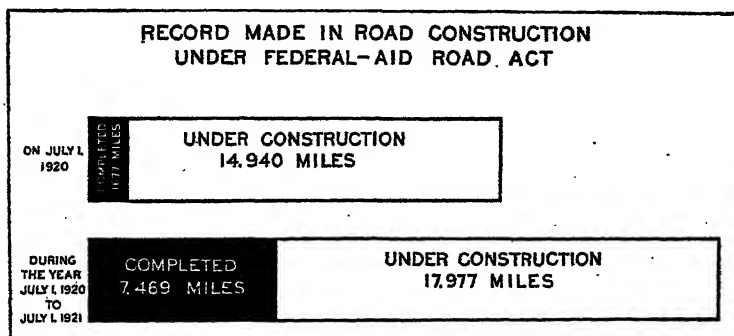 RECORD MADE IN ROAD CONSTRUCTION
UNDER FEDERAL-AID ROAD ACT
ON JULY 1,
1920
COMPLETED
MILES
UNDER CONSTRUCTION
14,940 MILES
DURING
THE YEAR
JULY 1, 1920
TO
JULY 1, 1921
COMPLETED
7,469 MILES
UNDER CONSTRUCTION
17,977 MILES